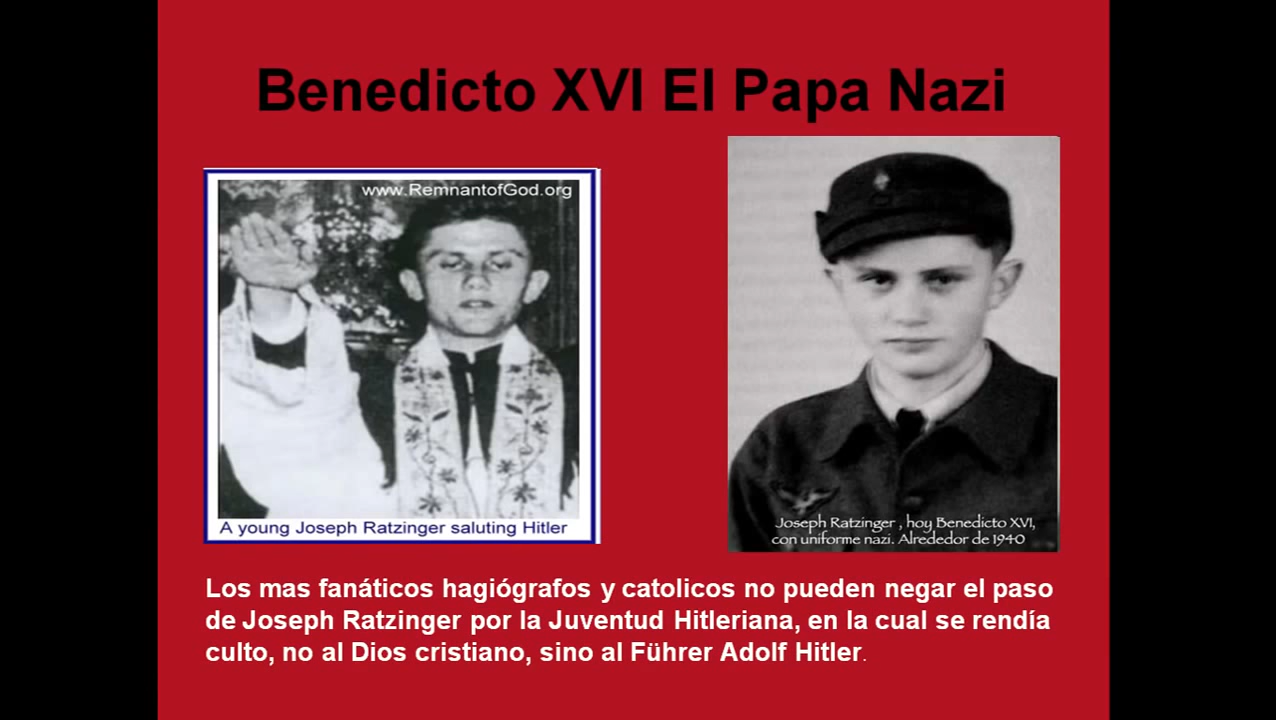 Benedicto XVI El Papa Nazi
www.RemnantofGod.org
A young Joseph Ratzinger saluting Hitler
Joseph Ratzinger , hoy Benedicto XVI,
con uniforme nazi. Alrededor de 1940
Los mas fanáticos hagiógrafos y catolicos no pueden negar el paso
de Joseph Ratzinger por la Juventud Hitleriana, en la cual se rendía
culto, no al Dios cristiano, sino al Führer Adolf Hitler.